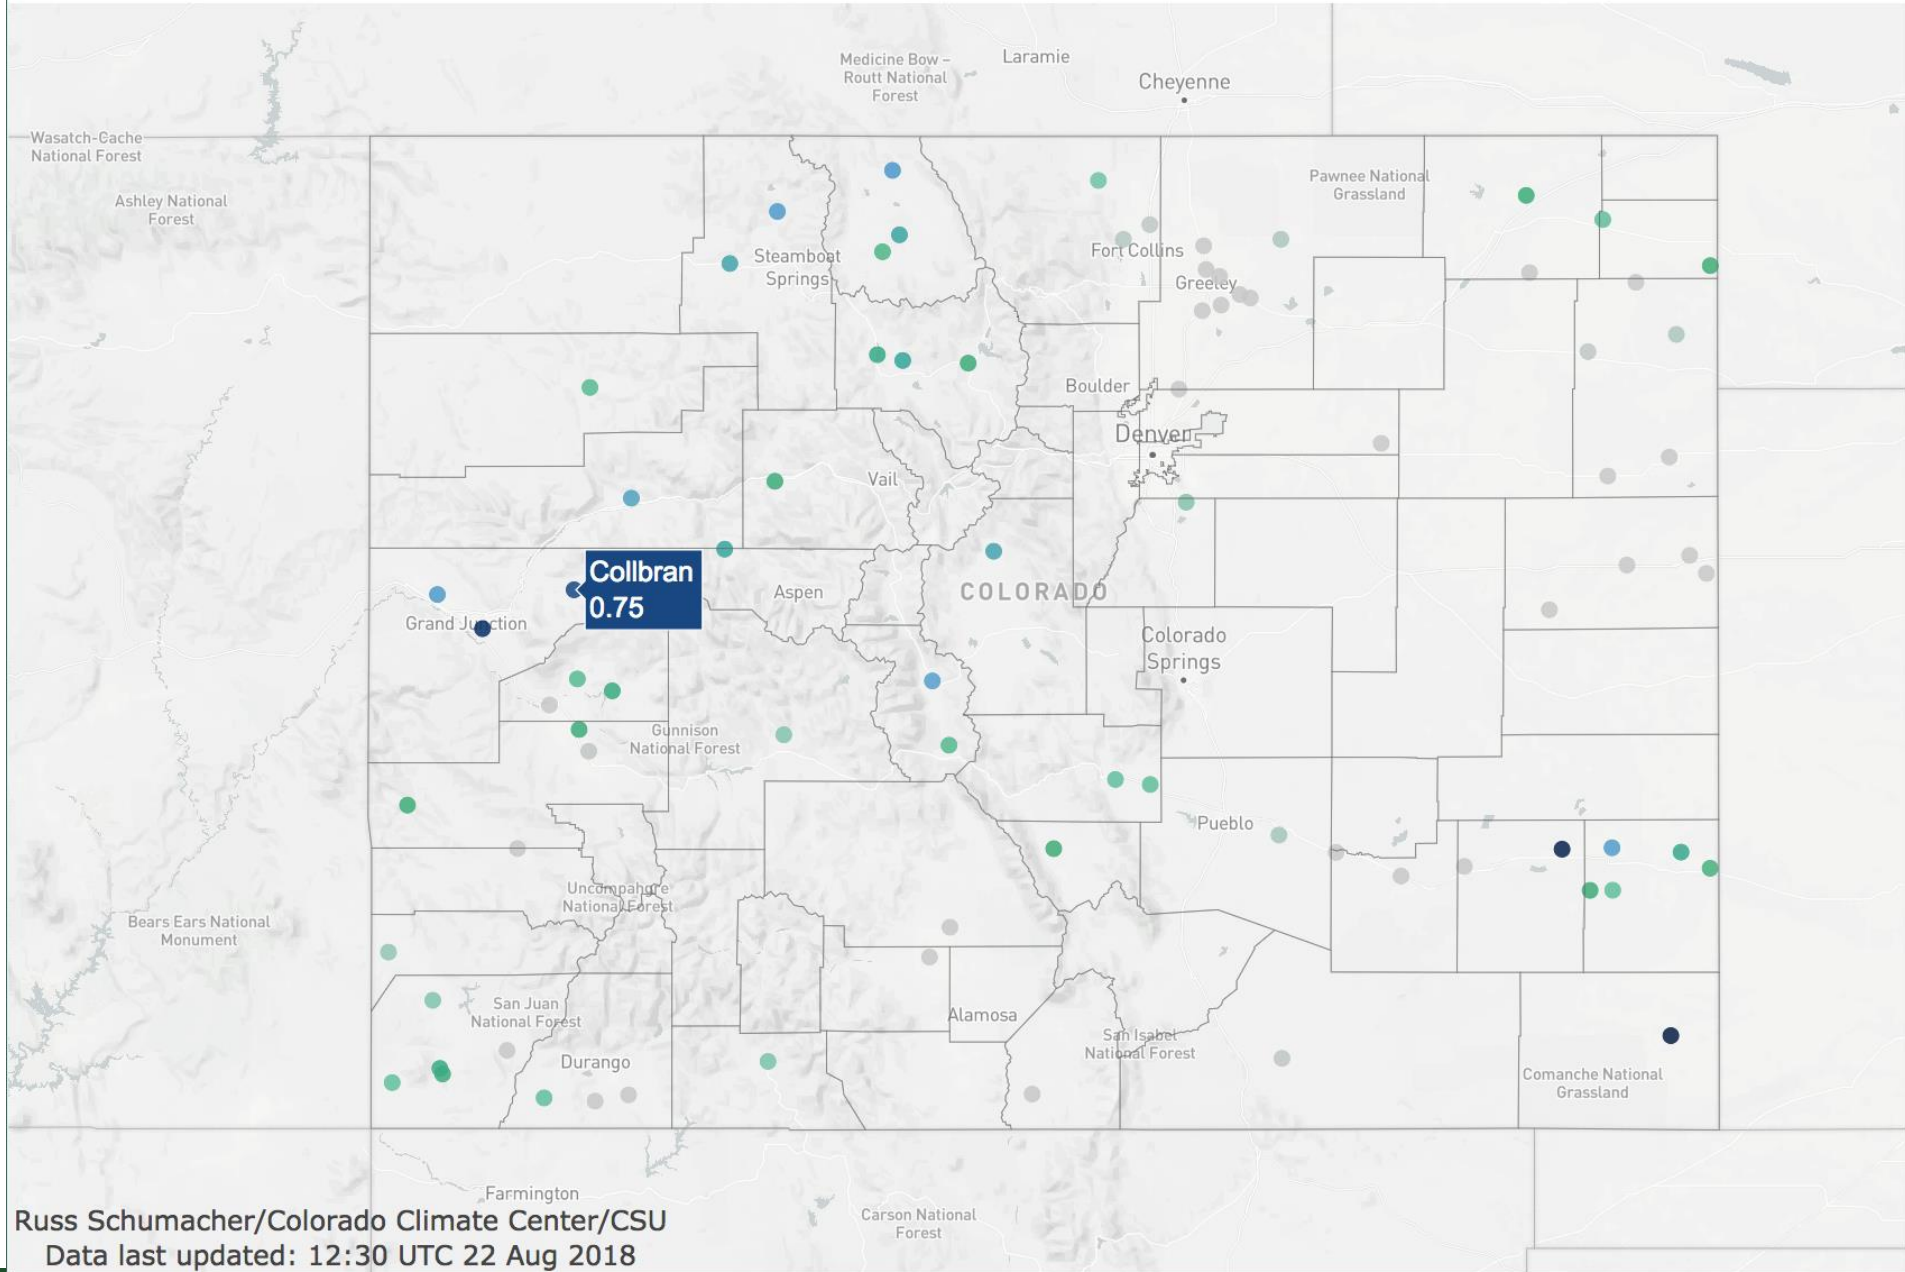 Medicine Bow –
Routt National
Forest
Laramie
Cheyenne
Wasatch-Cache
National Forest
Ashley National
Forest
Pawnee National
Grassland
Steamboat
Springs
Fort Collins
Greeley
Boulder
Denver
Vail
Collbran
0.75
Aspen
COLORADO
Grand Junction
Colorado
Springs
Gunnison
National Forest
Pueblo
Uncompahgre
National Forest
Bears Ears National
Monument
San Juan
National Forest
Alamosa
San Isabel
National Forest
Durango
Comanche National
Grassland
Farmington
Carson National
Forest
Russ Schumacher/Colorado Climate Center/CSU
Data last updated: 12:30 UTC 22 Aug 2018